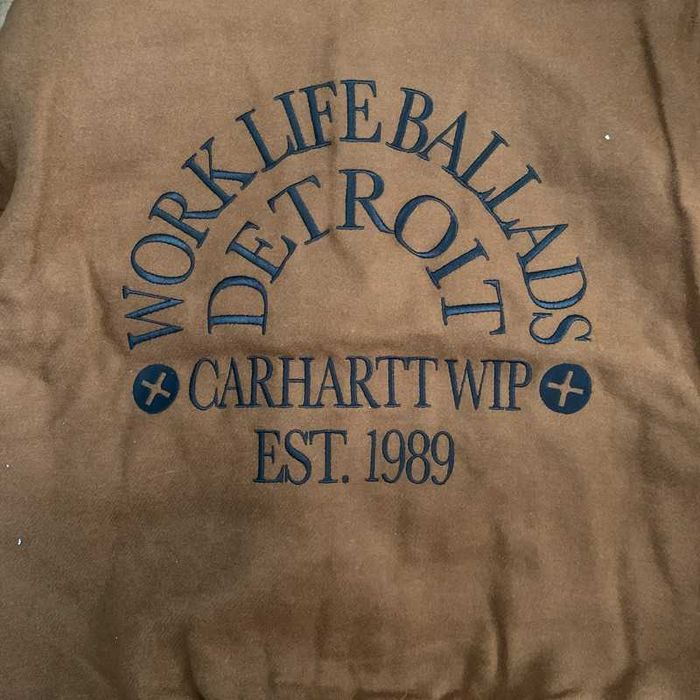 WORK LIFE BALLADS
DETROIT
CARHARTT WIP
EST. 1989